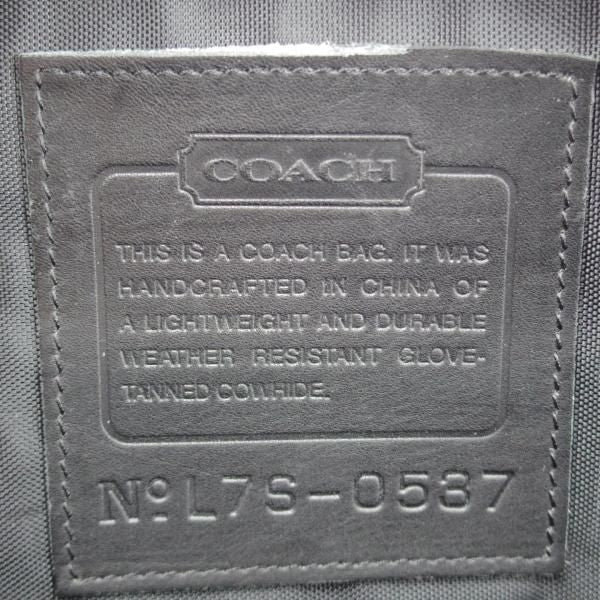 COACH
THIS IS A COACH BAG. IT WAS
HANDCRAFTED IN CHINA OF
A LIGHTWEIGHT AND DURABLE
WEATHER RESISTANT GLOVE-
TANNED COWHIDE.
No L7S-0537